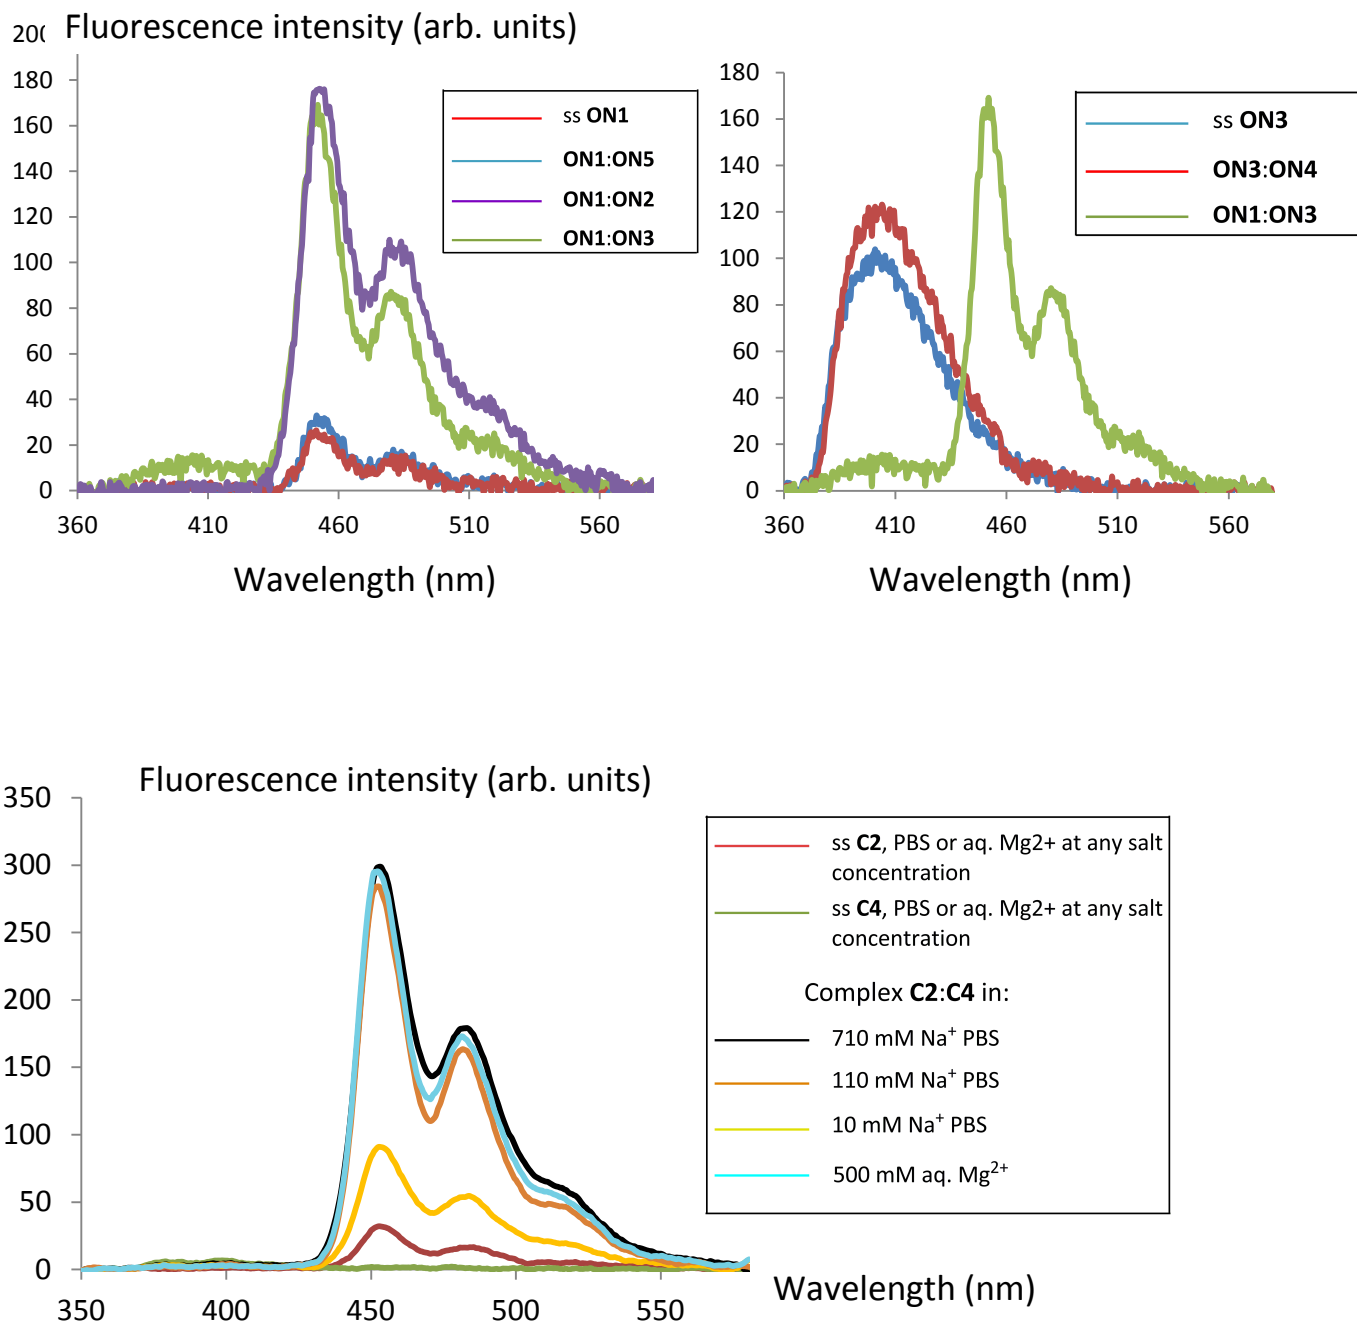 Fluorescence intensity (arb. units)
200
180
160
140
120
100
80
60
40
20
0
360
410
460
510
560
Wavelength (nm)
ss ON1
ON1:ON5
ON1:ON2
ON1:ON3
180
160
140
120
100
80
60
40
20
0
360
410
460
510
560
Wavelength (nm)
ss ON3
ON3:ON4
ON1:ON3
Fluorescence intensity (arb. units)
350
300
250
200
150
100
50
0
350
400
450
500
550
Wavelength (nm)
ss C2, PBS or aq. Mg2+ at any salt
concentration
ss C4, PBS or aq. Mg2+ at any salt
concentration
Complex C2:C4 in:
710 mM Na⁺ PBS
110 mM Na⁺ PBS
10 mM Na⁺ PBS
500 mM aq. Mg²⁺